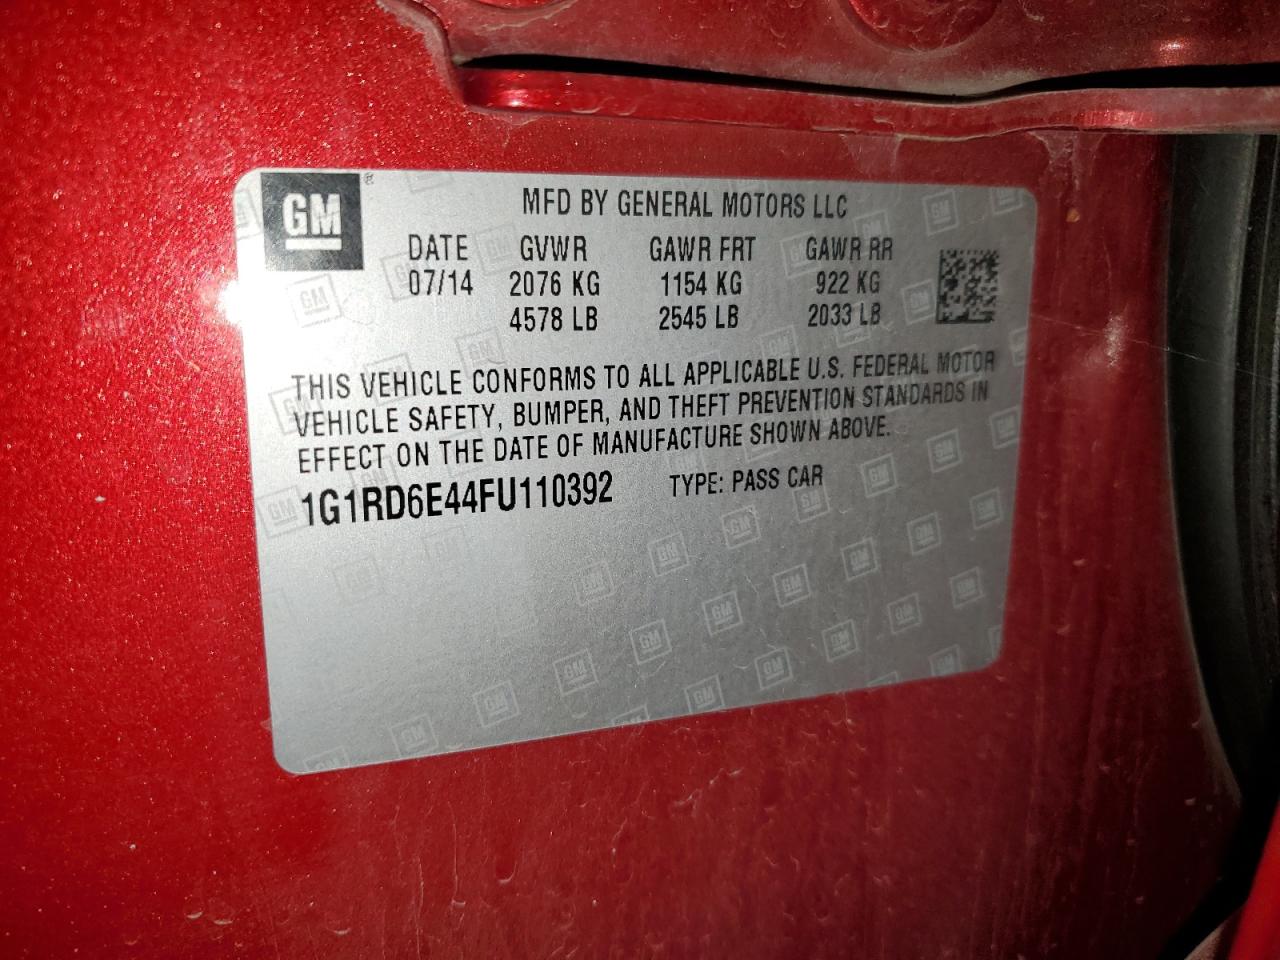 GM®
MFD BY GENERAL MOTORS LLC
DATE GVWR GAWR FRT GAWR RR
07/14 2076 KG 1154 KG 922 KG
4578 LB 2545 LB 2033 LB
THIS VEHICLE CONFORMS TO ALL APPLICABLE U.S. FEDERAL MOTOR
VEHICLE SAFETY, BUMPER, AND THEFT PREVENTION STANDARDS IN
EFFECT ON THE DATE OF MANUFACTURE SHOWN ABOVE.
1G1RD6E44FU110392 TYPE: PASS CAR